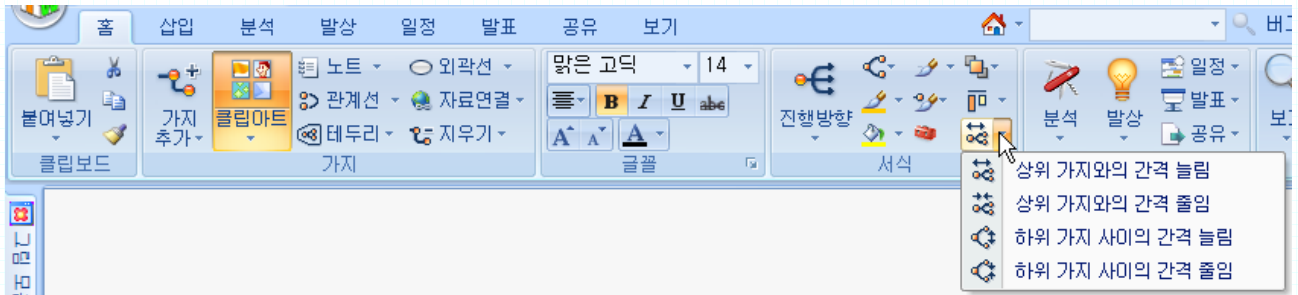 홈 삽입 분석 발상 일정 발표 공유 보기
노트 외곽선 맑은 고딕 14 일정
붙여넣기 가지 추가 클립아트 관계선 자료연결 B I U abc 진행방향 분석 발상 발표
테두리 지우기 A A A 공유
클립보드 가지 글꼴 서식
상위 가지와의 간격 늘림
상위 가지와의 간격 줄임
하위 가지 사이의 간격 늘림
하위 가지 사이의 간격 줄임